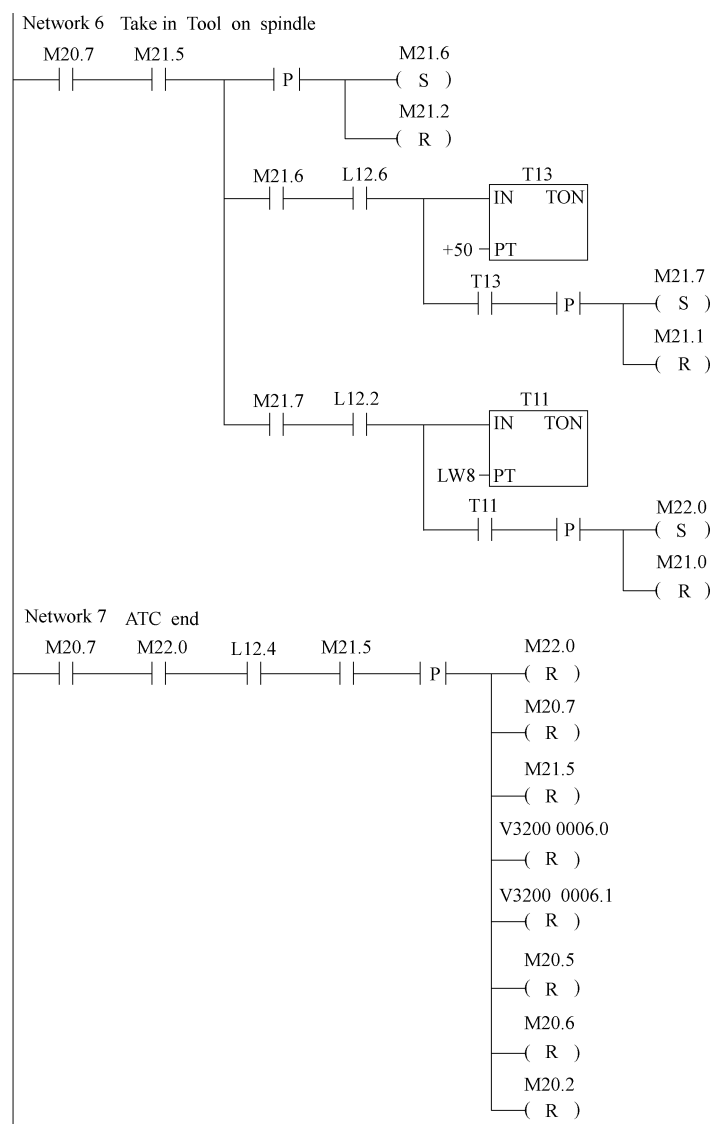 Network 6 Take in Tool on spindle
M20.7 M21.5 M21.6
P ( S )
M21.2
( R )
M21.6 L12.6 T13
IN TON
+50 PT
T13 M21.7
P ( S )
M21.1
( R )
M21.7 L12.2 T11
IN TON
LW8 PT
T11 M22.0
P ( S )
M21.0
( R )
Network 7 ATC end
M20.7 M22.0 L12.4 M21.5 M22.0
P ( R )
M20.7
( R )
M21.5
( R )
V3200 0006.0
( R )
V3200 0006.1
( R )
M20.5
( R )
M20.6
( R )
M20.2
( R )